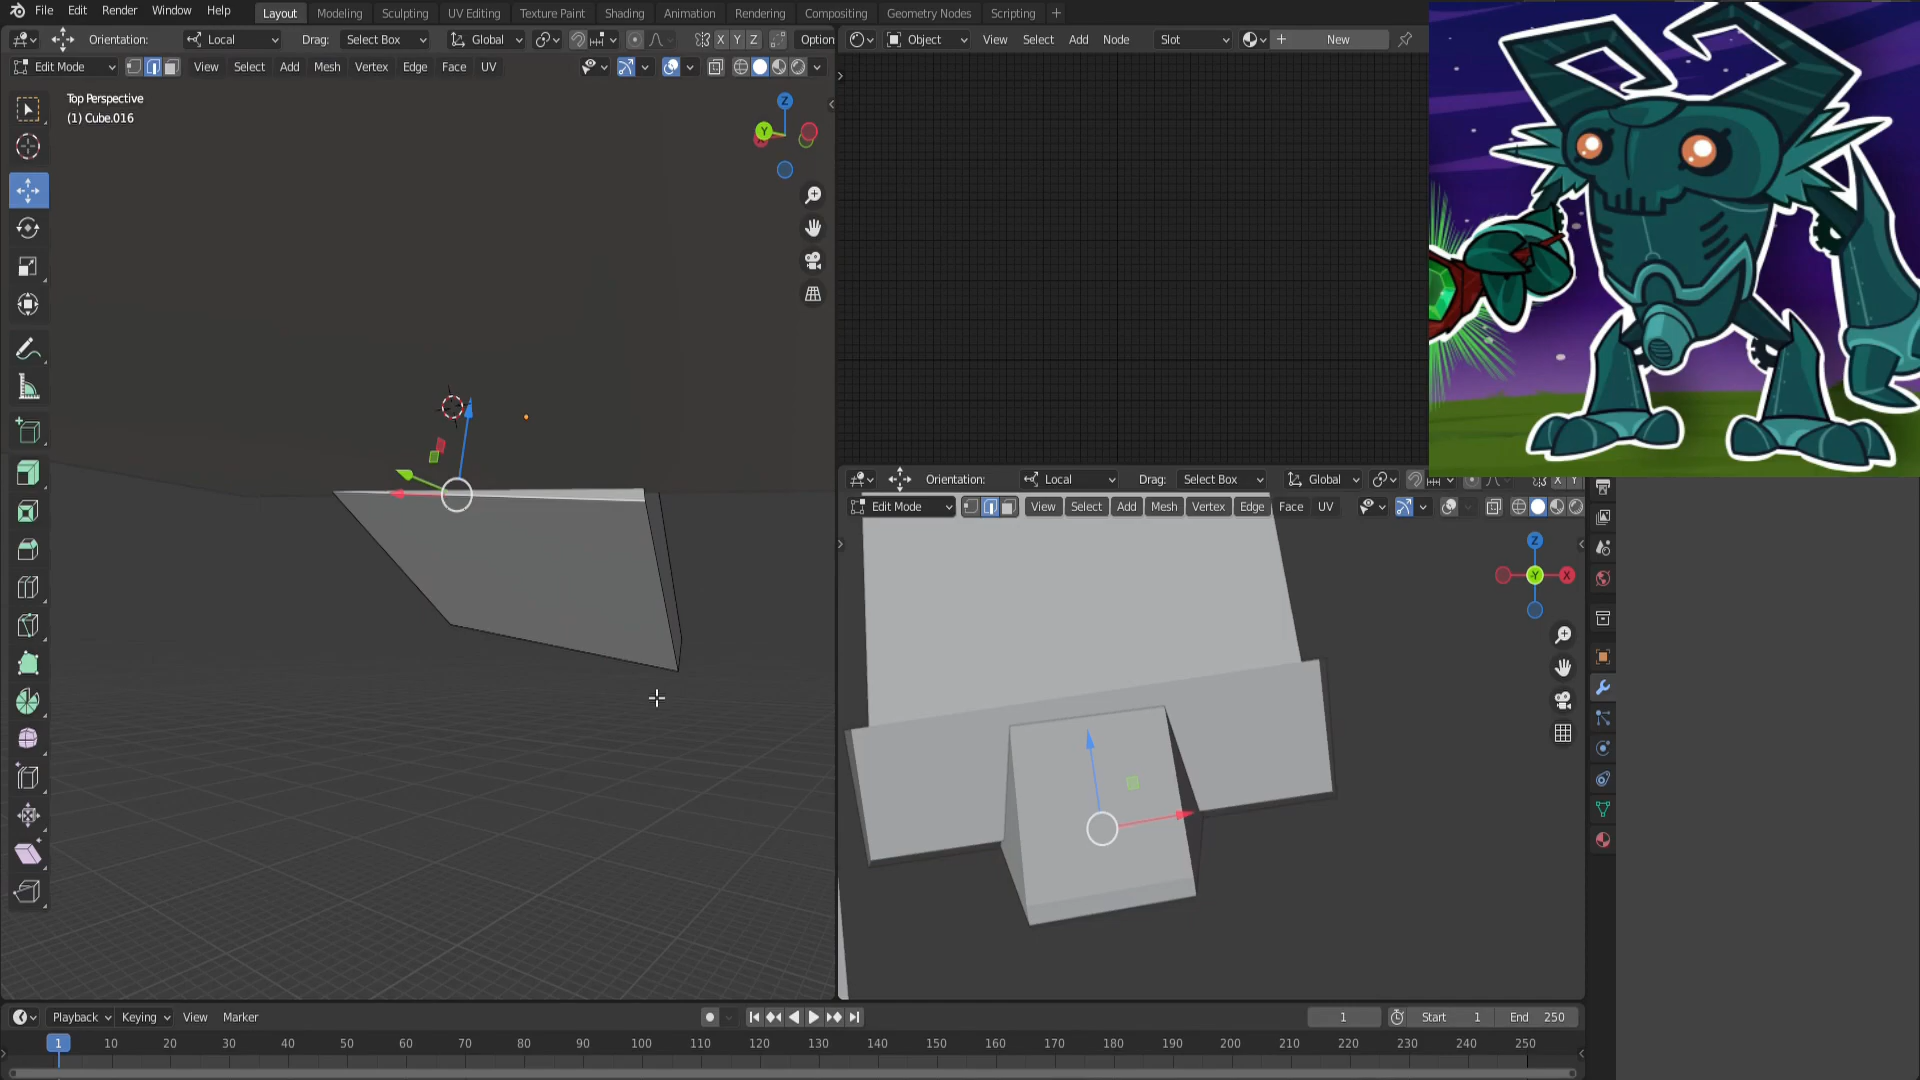 File Edit Render Window Help Layout Modeling Sculpting UV Editing Texture Paint Shading Animation Rendering Compositing Geometry Nodes Scripting
Orientation: Local Drag: Select Box Global X Y Z Option
Object View Select Add Node Slot New
Edit Mode View Select Add Mesh Vertex Edge Face UV
Top Perspective
(1) Cube.016
Z
Y
Orientation: Local Drag: Select Box Global X Y
Edit Mode View Select Add Mesh Vertex Edge Face UV
Z
Y X
Playback Keying View Marker 1 Start 1 End 250
1 10 20 30 40 50 60 70 80 90 100 110 120 130 140 150 160 170 180 190 200 210 220 230 240 250